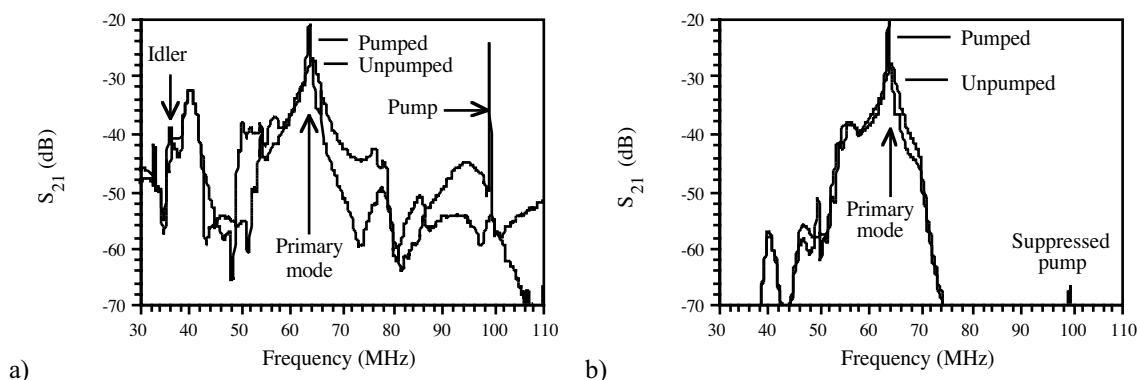 -20
-30
-40
-50
-60
-70
S21 (dB)
Idler
Pumped
Unpumped
Pump
Primary
mode
30 40 50 60 70 80 90 100 110
Frequency (MHz)
a)
-20
-30
-40
-50
-60
-70
S21 (dB)
Pumped
Unpumped
Primary
mode
Suppressed
pump
30 40 50 60 70 80 90 100 110
Frequency (MHz)
b)